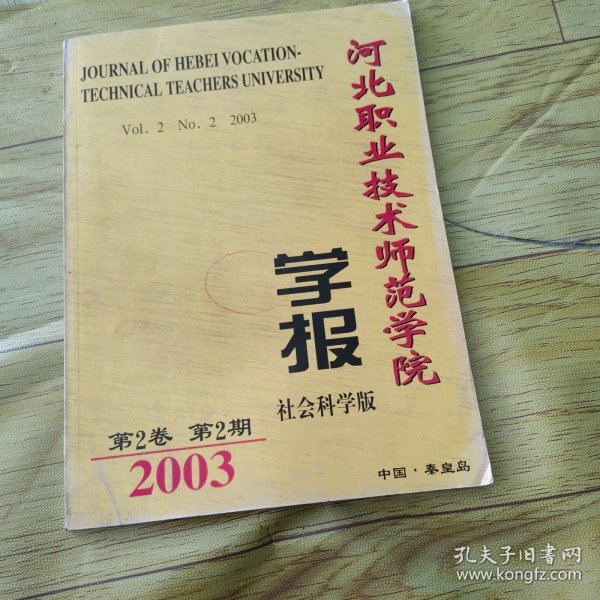 JOURNAL OF HEBEI VOCATION-
TECHNICAL TEACHERS UNIVERSITY
Vol. 2 No. 2 2003
河北职业技术师范学院
学报
社会科学版
第2卷 第2期
2003
中国·秦皇岛
孔夫子旧书网
www.kongfz.com